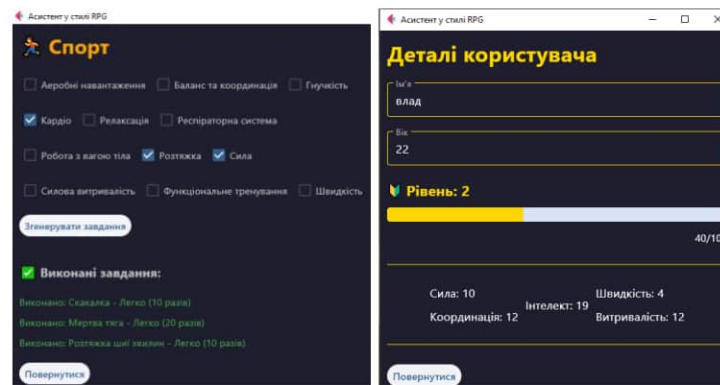 Асистент у стилі RPG
Спорт
Аеробні навантаження Баланс та координація Гнучкість
Кардіо Релаксація Респіраторна система
Робота з вагою тіла Розтяжка Сила
Силова витривалість Функціональне тренування Швидкість
Згенерувати завдання
Виконані завдання:
Виконано: Скакалка - Легко (10 разів)
Виконано: Мертва тяга - Легко (20 разів)
Виконано: Розтяжка шиї хвилин - Легко (10 разів)
Повернутися
Асистент у стилі RPG
Деталі користувача
Ім'я
влад
Вік
22
Рівень: 2
40/10
Сила: 10 Швидкість: 4
Інтелект: 19
Координація: 12 Витривалість: 12
Повернутися